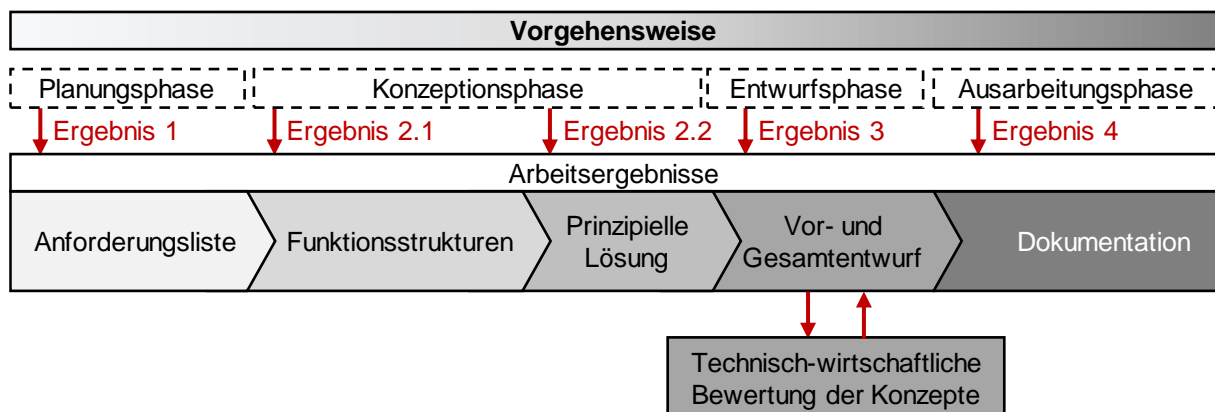 Vorgehensweise
Planungsphase
Konzeptionsphase
Entwurfsphase
Ausarbeitungsphase
Ergebnis 1
Ergebnis 2.1
Ergebnis 2.2
Ergebnis 3
Ergebnis 4
Arbeitsergebnisse
Anforderungsliste
Funktionsstrukturen
Prinzipielle
Lösung
Vor- und
Gesamtentwurf
Dokumentation
Technisch-wirtschaftliche
Bewertung der Konzepte